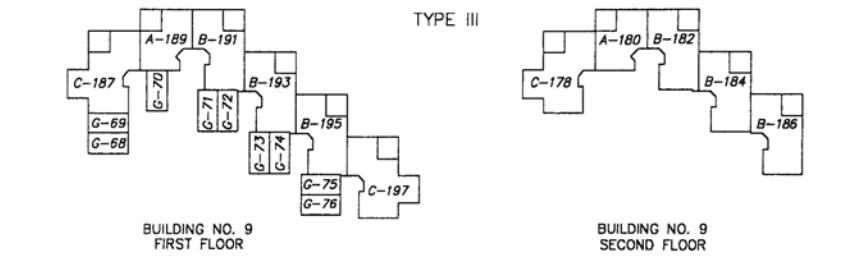 TYPE III
A-189
B-191
C-187
G-70
B-193
G-71
G-72
G-69
G-68
B-195
G-73
G-74
G-75
G-76
C-197
BUILDING NO. 9
FIRST FLOOR
A-180
B-182
C-178
B-184
B-186
BUILDING NO. 9
SECOND FLOOR